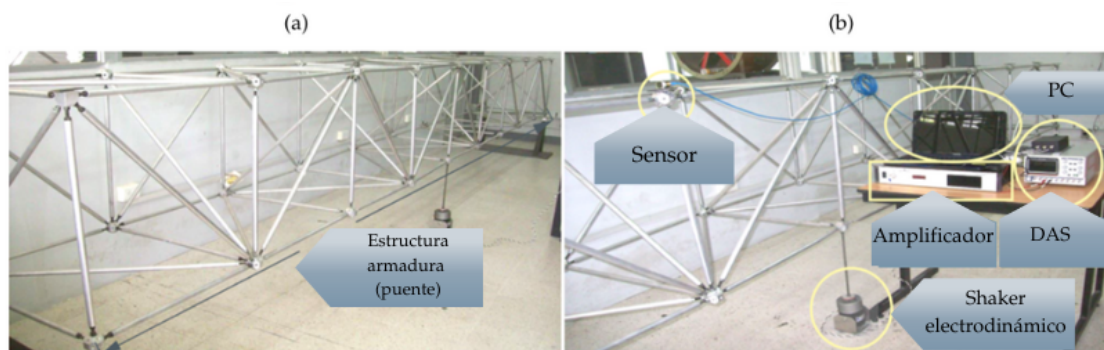 (a)
(b)
Estructura
armadura
(puente)
PC
Sensor
Amplificador
DAS
Shaker
electrodinámico